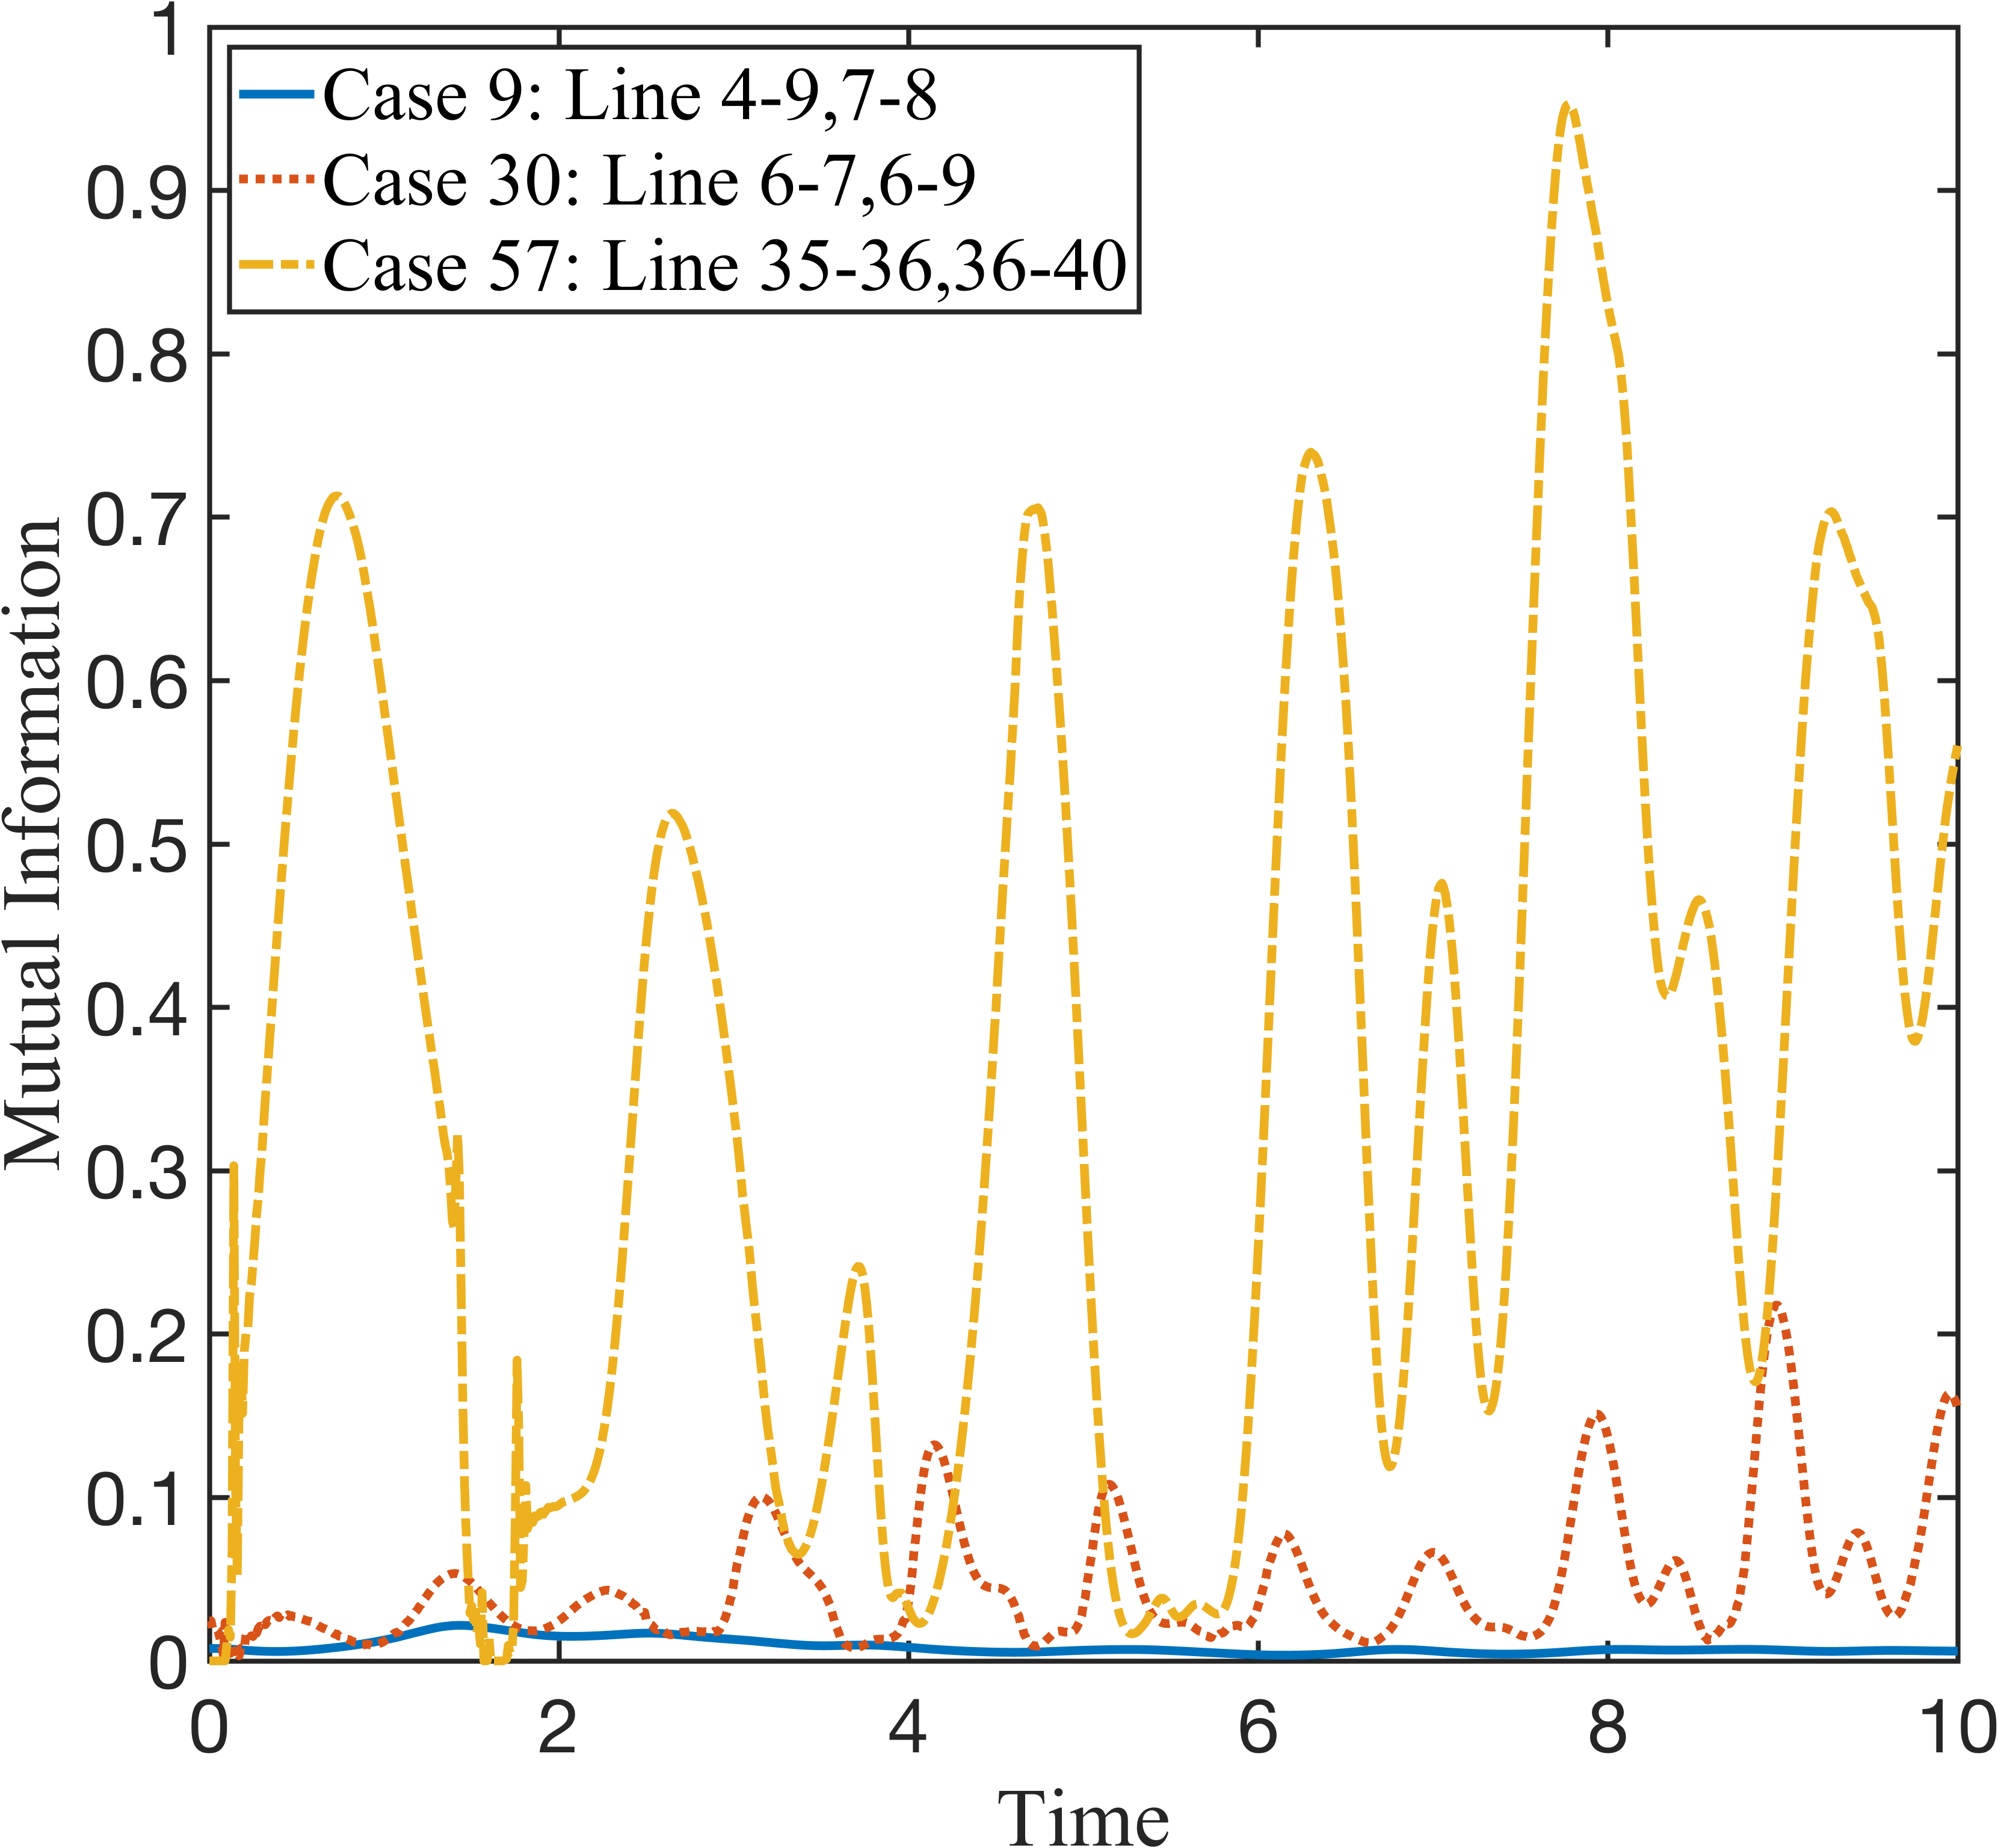 Case 9: Line 4-9,7-8
Case 30: Line 6-7,6-9
Case 57: Line 35-36,36-40
Mutual Information
1
0.9
0.8
0.7
0.6
0.5
0.4
0.3
0.2
0.1
0
0 2 4 6 8 10
Time